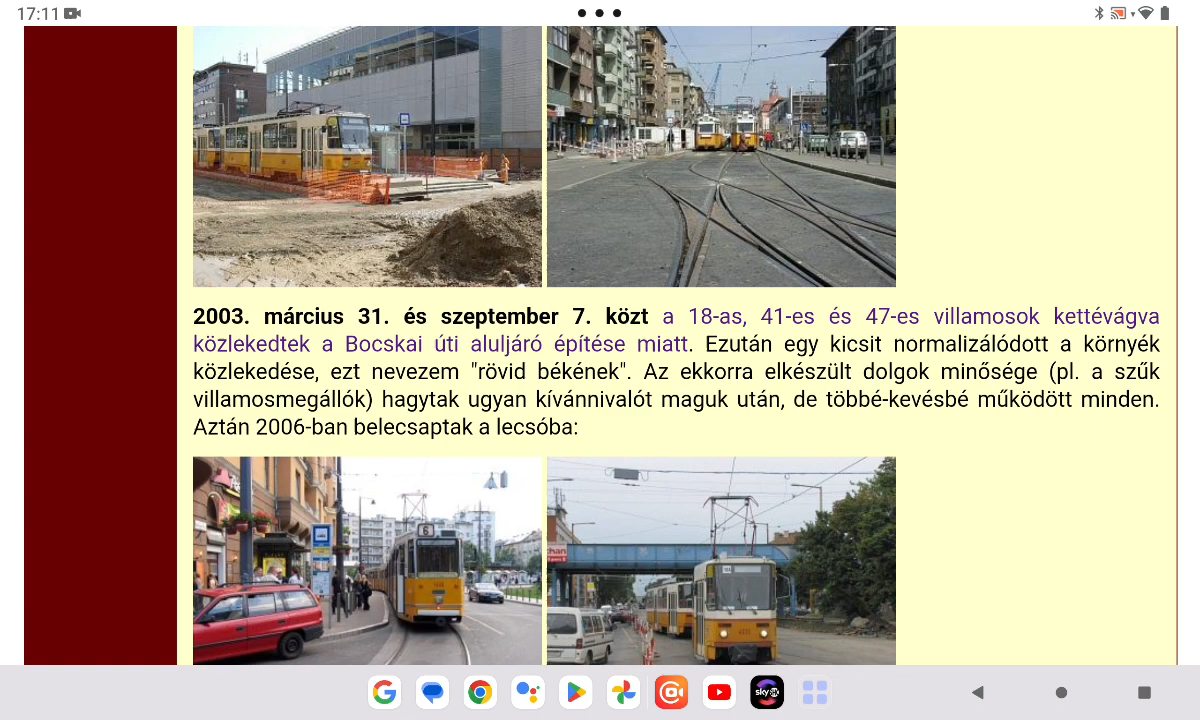 17:11
2003. március 31. és szeptember 7. közt a 18-as, 41-es és 47-es villamosok kettévágva
közlekedtek a Bocskai úti aluljáró építése miatt. Ezután egy kicsit normalizálódott a környék
közlekedése, ezt nevezem "rövid békének". Az ekkorra elkészült dolgok minősége (pl. a szűk
villamosmegállók) hagytak ugyan kívánnivalót maguk után, de többé-kevésbé működött minden.
Aztán 2006-ban belecsaptak a lecsóba:
6